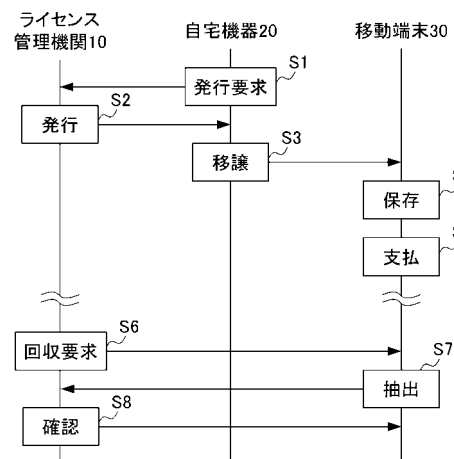 ライセンス
管理機関10
自宅機器20
移動端末30
S1
発行要求
S2
発行
S3
移譲
S
保存
S
支払
S6
回収要求
S7
抽出
S8
確認